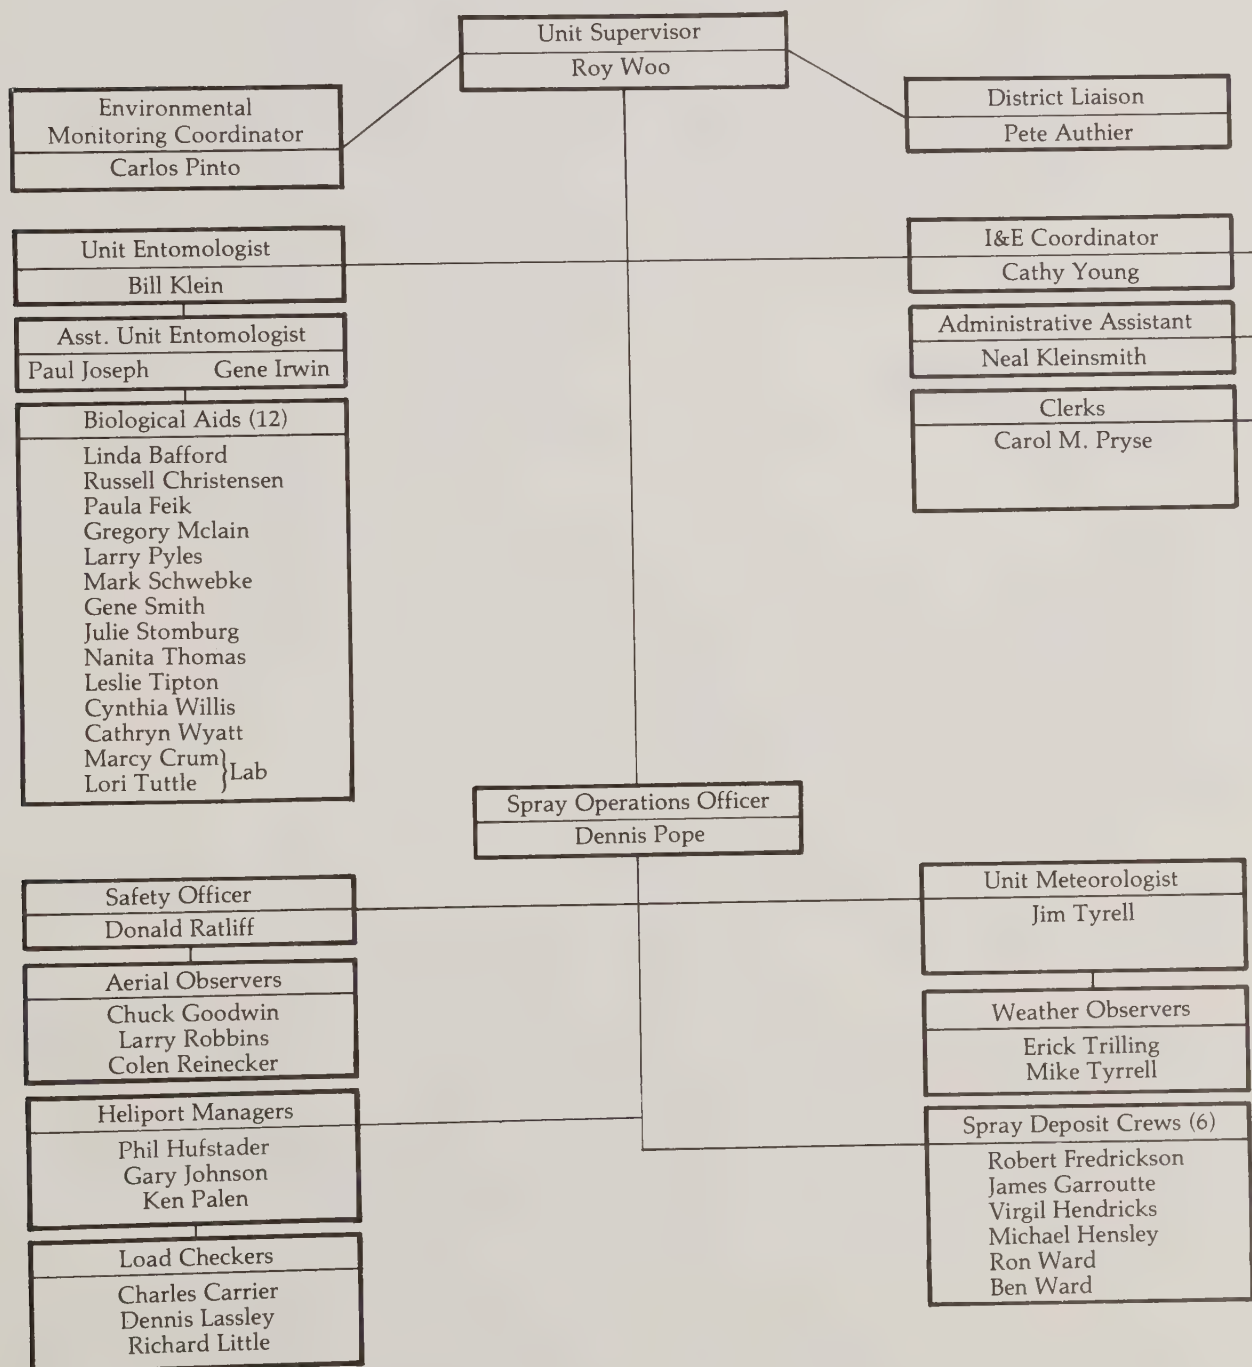 Unit Supervisor
Roy Woo
Environmental
Monitoring Coordinator
Carlos Pinto
District Liaison
Pete Authier
Unit Entomologist
Bill Klein
I&E Coordinator
Cathy Young
Asst. Unit Entomologist
Paul Joseph Gene Irwin
Administrative Assistant
Neal Kleinsmith
Clerks
Carol M. Pryse
Biological Aids (12)
Linda Bafford
Russell Christensen
Paula Feik
Gregory Mclain
Larry Pyles
Mark Schwebke
Gene Smith
Julie Stomburg
Nanita Thomas
Leslie Tipton
Cynthia Willis
Cathryn Wyatt
Marcy Crum
Lori Tuttle } Lab
Spray Operations Officer
Dennis Pope
Safety Officer
Donald Ratliff
Unit Meteorologist
Jim Tyrell
Aerial Observers
Chuck Goodwin
Larry Robbins
Colen Reinecker
Weather Observers
Erick Trilling
Mike Tyrrell
Heliport Managers
Phil Hufstader
Gary Johnson
Ken Palen
Spray Deposit Crews (6)
Robert Fredrickson
James Garroutte
Virgil Hendricks
Michael Hensley
Ron Ward
Ben Ward
Load Checkers
Charles Carrier
Dennis Lassley
Richard Little